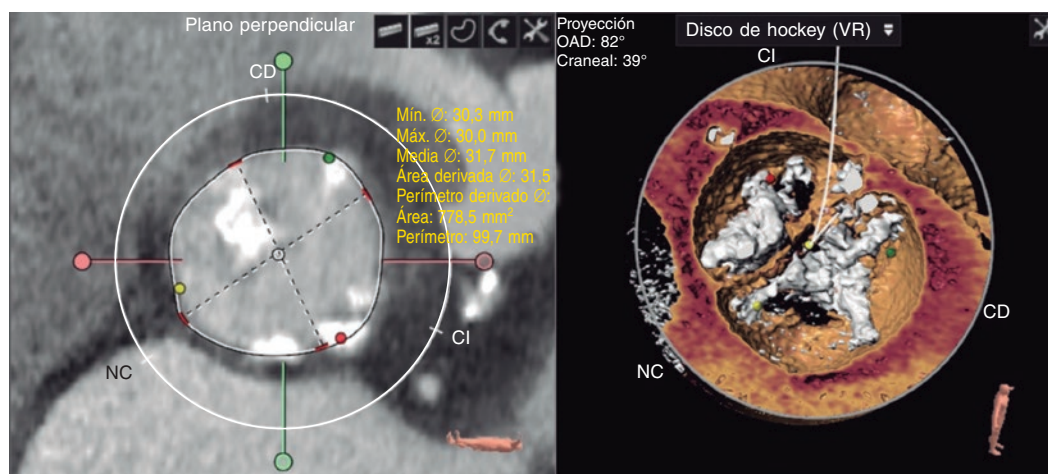 Plano perpendicular
x2
CD
Mín. Ø: 30,3 mm
Máx. Ø: 30,0 mm
Media Ø: 31,7 mm
Área derivada Ø: 31,5
Perímetro derivado Ø:
Área: 778,5 mm²
Perímetro: 99,7 mm
CI
NC
Proyección
OAD: 82°
Craneal: 39°
Disco de hockey (VR)
CI
CD
NC